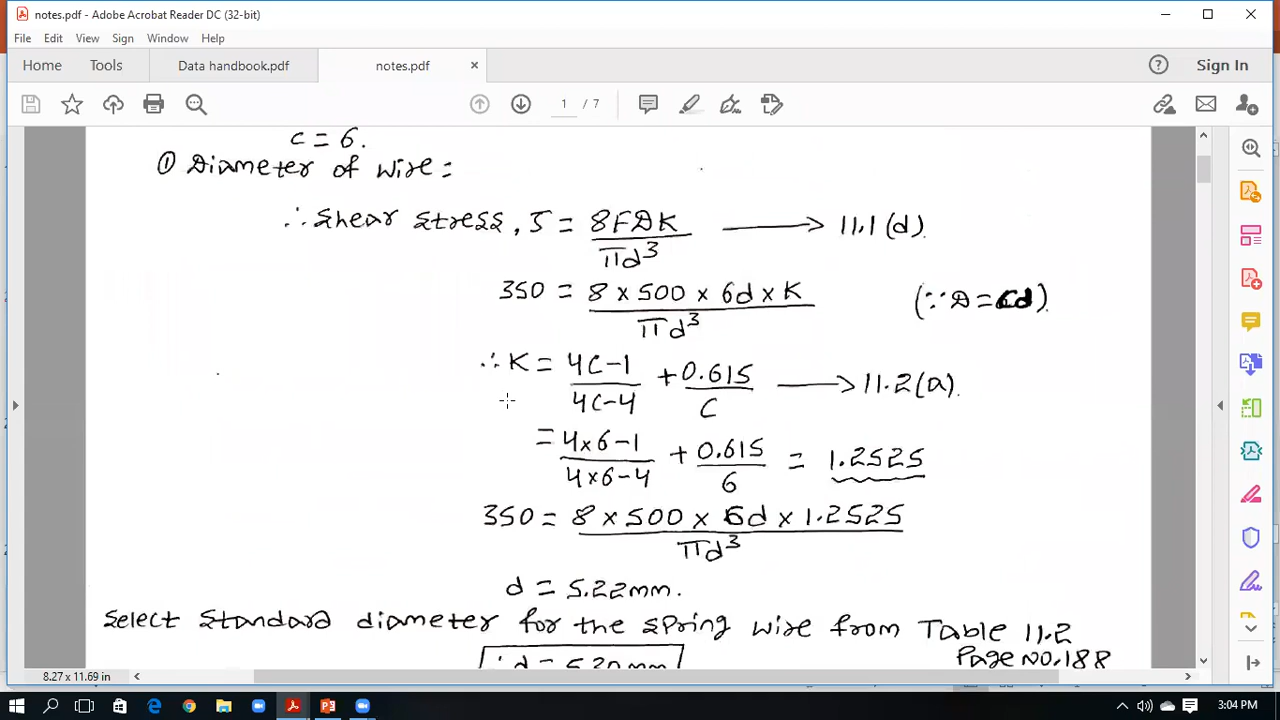 notes.pdf - Adobe Acrobat Reader DC (32-bit)
File Edit View Sign Window Help
Home Tools Data handbook.pdf notes.pdf × Sign In
1 / 7
C = 6.
① Diameter of wire =
∴ Shear stress, τ = 8FDK / πd³ → 11.1(d).
350 = 8 × 500 × 6d × K / πd³ (∵ D = Cd).
∴ K = 4C-1 / 4C-4 + 0.615 / C → 11.2(a).
= 4×6-1 / 4×6-4 + 0.615 / 6 = 1.2525
350 = 8 × 500 × 6d × 1.2525 / πd³
d = 5.22mm.
Select Standard diameter for the spring wire from Table 11.2
Page No. 188
∴ d = 5.20mm
8.27 x 11.69 in
3:04 PM